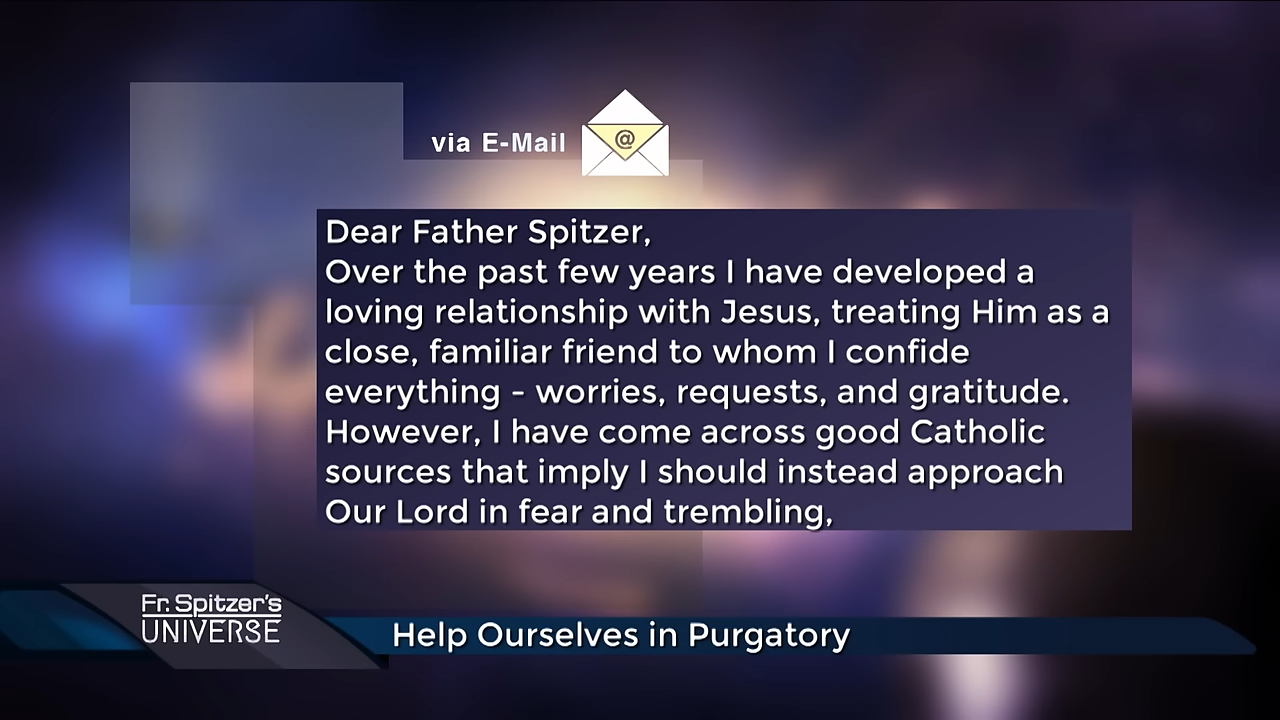 via E-Mail
@
Dear Father Spitzer,
Over the past few years I have developed a
loving relationship with Jesus, treating Him as a
close, familiar friend to whom I confide
everything - worries, requests, and gratitude.
However, I have come across good Catholic
sources that imply I should instead approach
Our Lord in fear and trembling,
Fr. Spitzer's
UNIVERSE
Help Ourselves in Purgatory